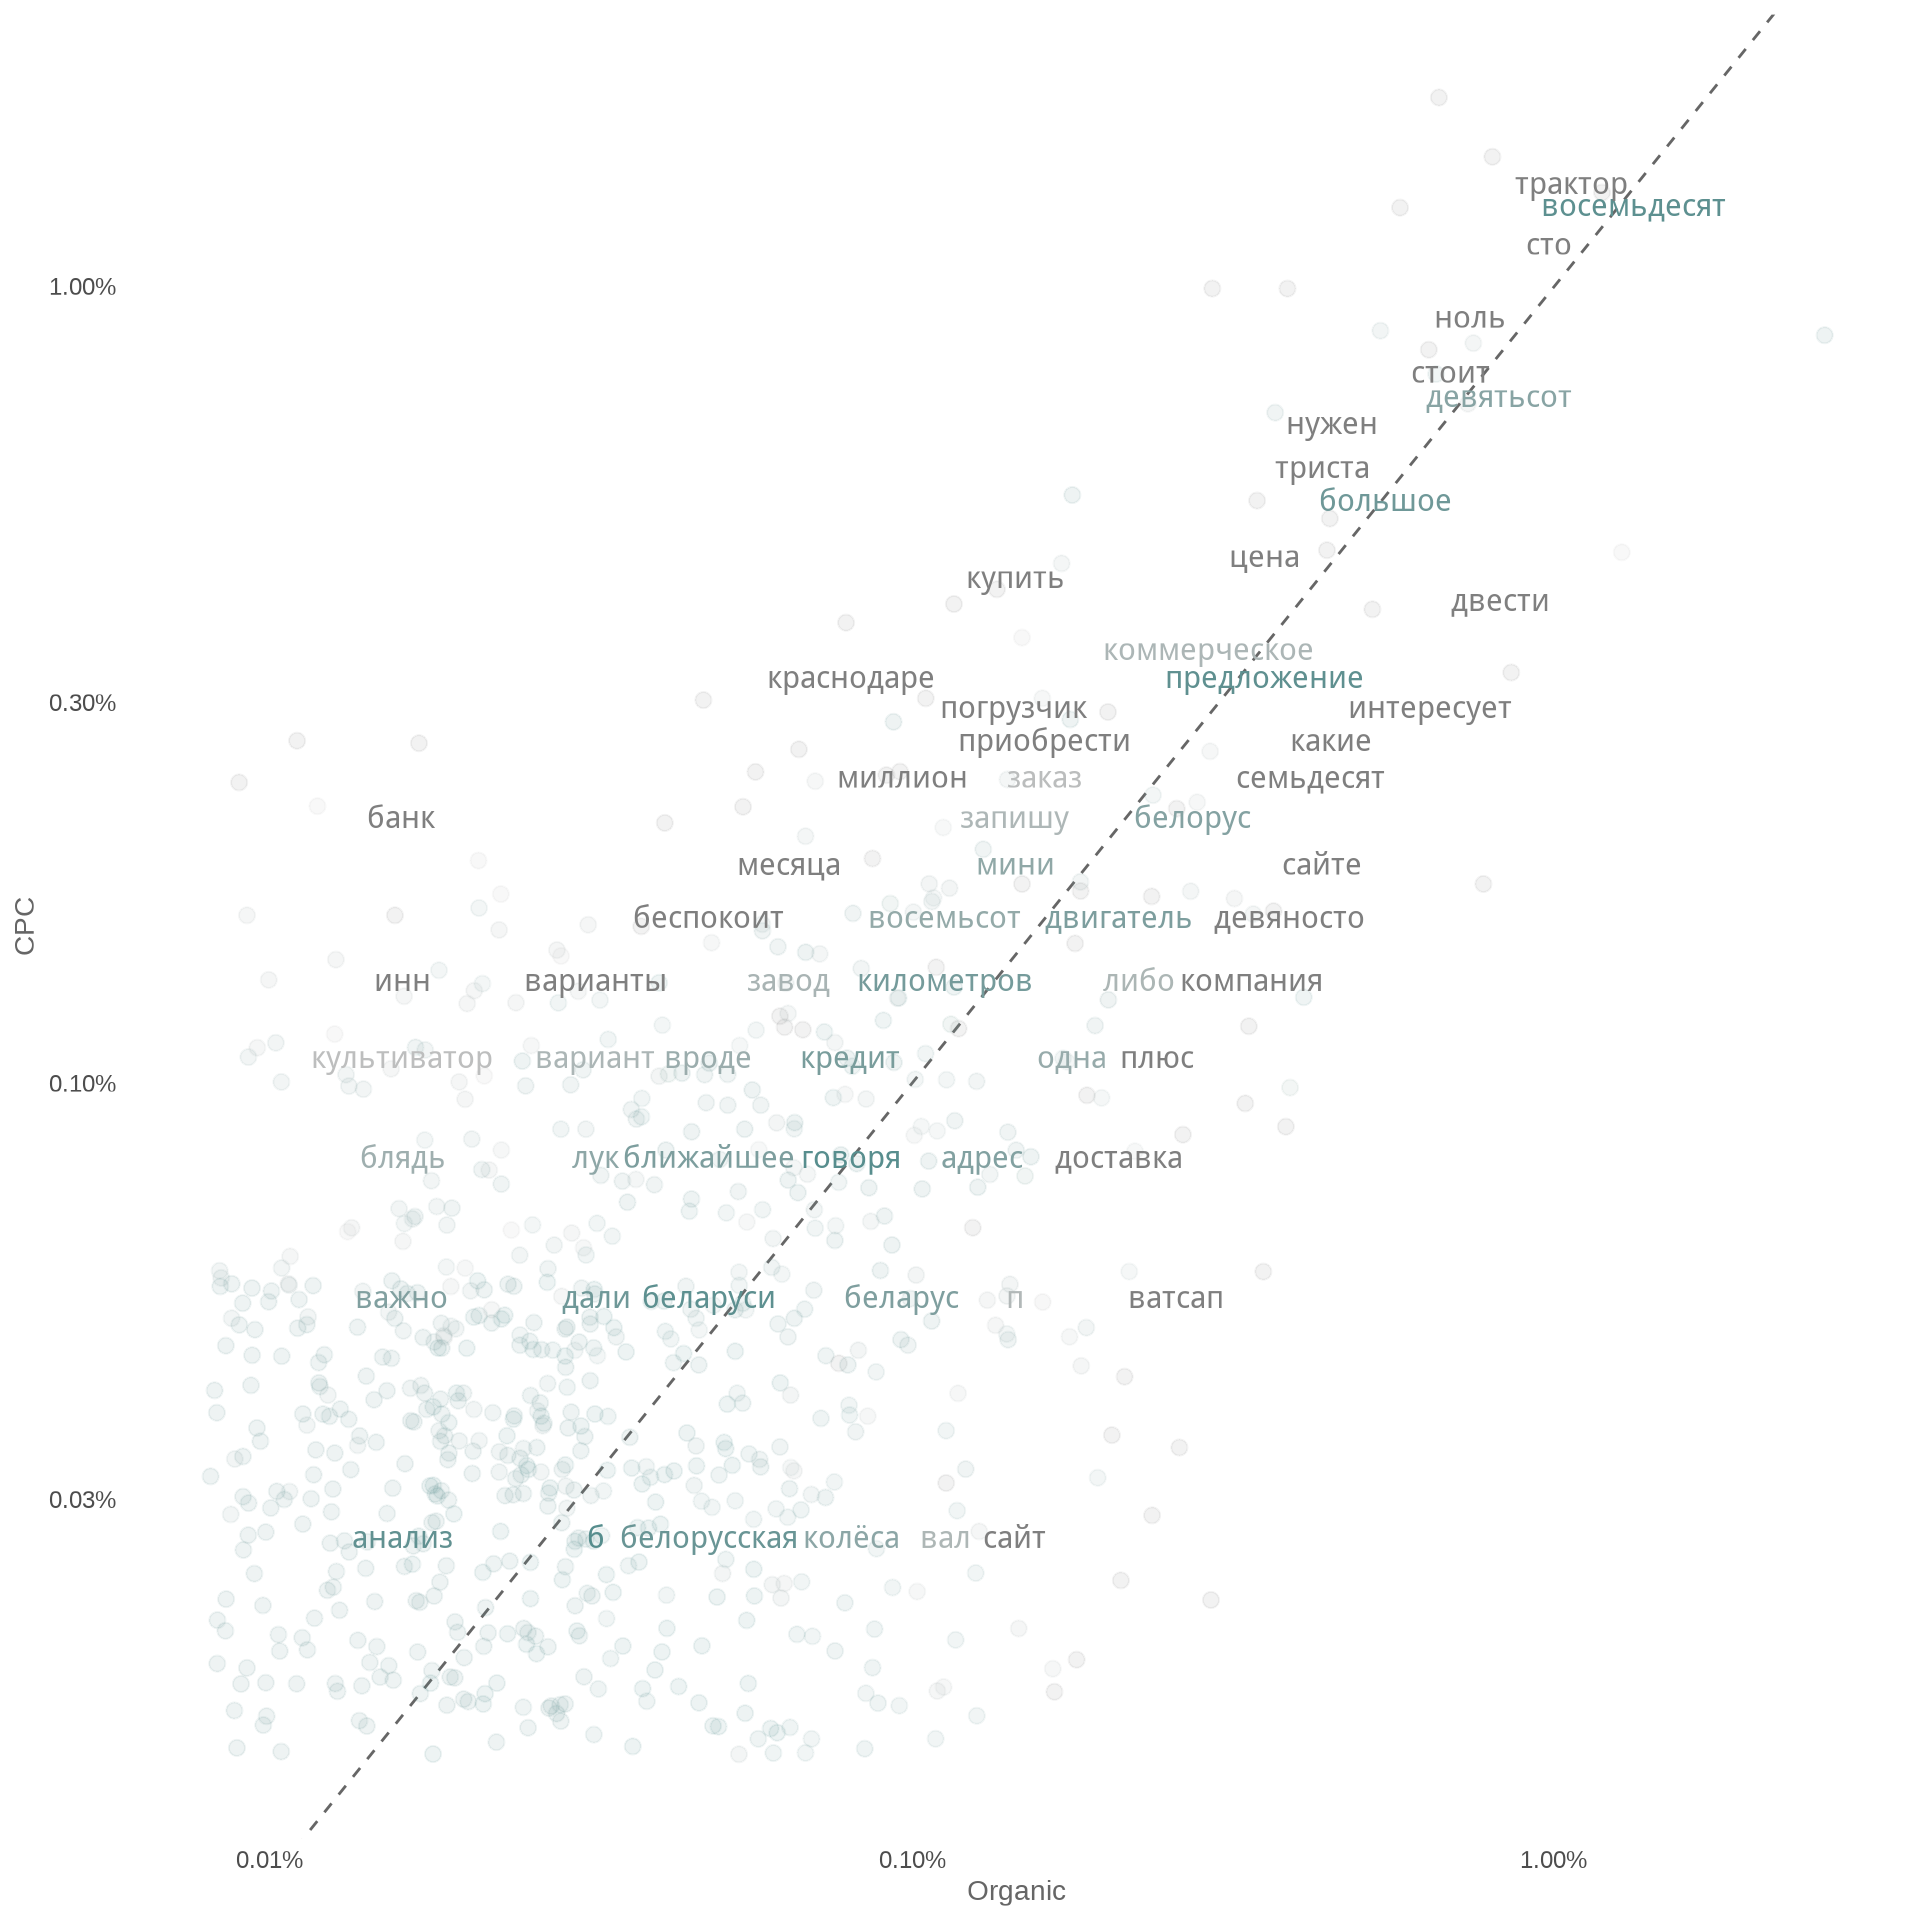 трактор
восемьдесят
сто
1.00%
ноль
стоит
девятьсот
нужен
триста
большое
цена
купить
двести
коммерческое
краснодаре предложение
0.30% погрузчик интересует
приобрести какие
миллион заказ семьдесят
банк запишу белорус
месяца мини сайте
CPC
беспокоит восемьсот двигатель девяносто
инн варианты завод километров либо компания
культиватор вариант вроде кредит одна плюс
0.10%
блядь лук ближайшее говоря адрес доставка
важно дали беларуси беларус п ватсап
0.03%
анализ б белорусская колёса вал сайт
0.01% 0.10% 1.00%
Organic